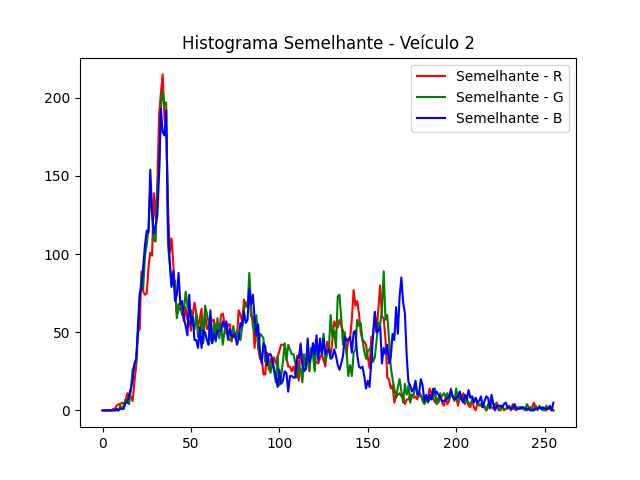 Histograma Semelhante - Veículo 2
Semelhante - R
Semelhante - G
Semelhante - B
200
150
100
50
0
0 50 100 150 200 250